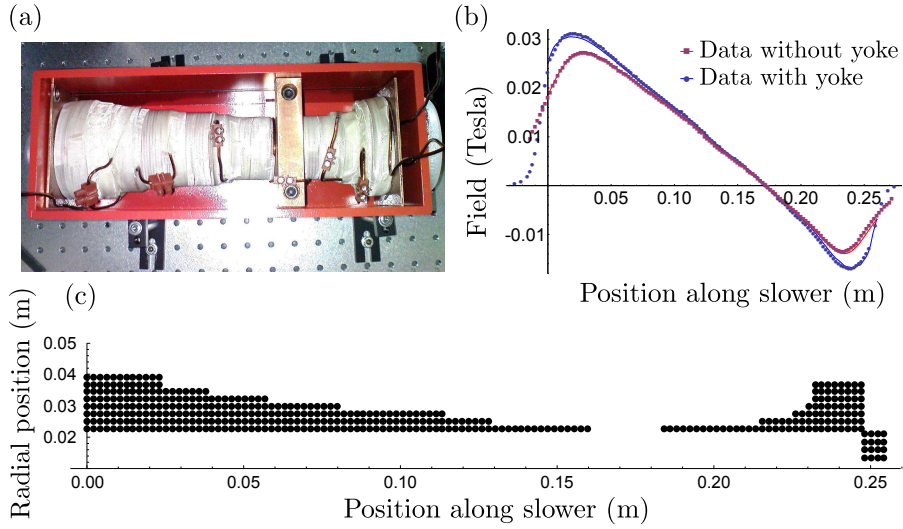 (a)
(b)
Field (Tesla)
0.03
0.02
0.01
-0.01
0.05
0.10
0.15
0.20
0.25
Data without yoke
Data with yoke
Position along slower (m)
(c)
Radial position (m)
0.05
0.04
0.03
0.02
0.00
0.05
0.10
0.15
0.20
0.25
Position along slower (m)